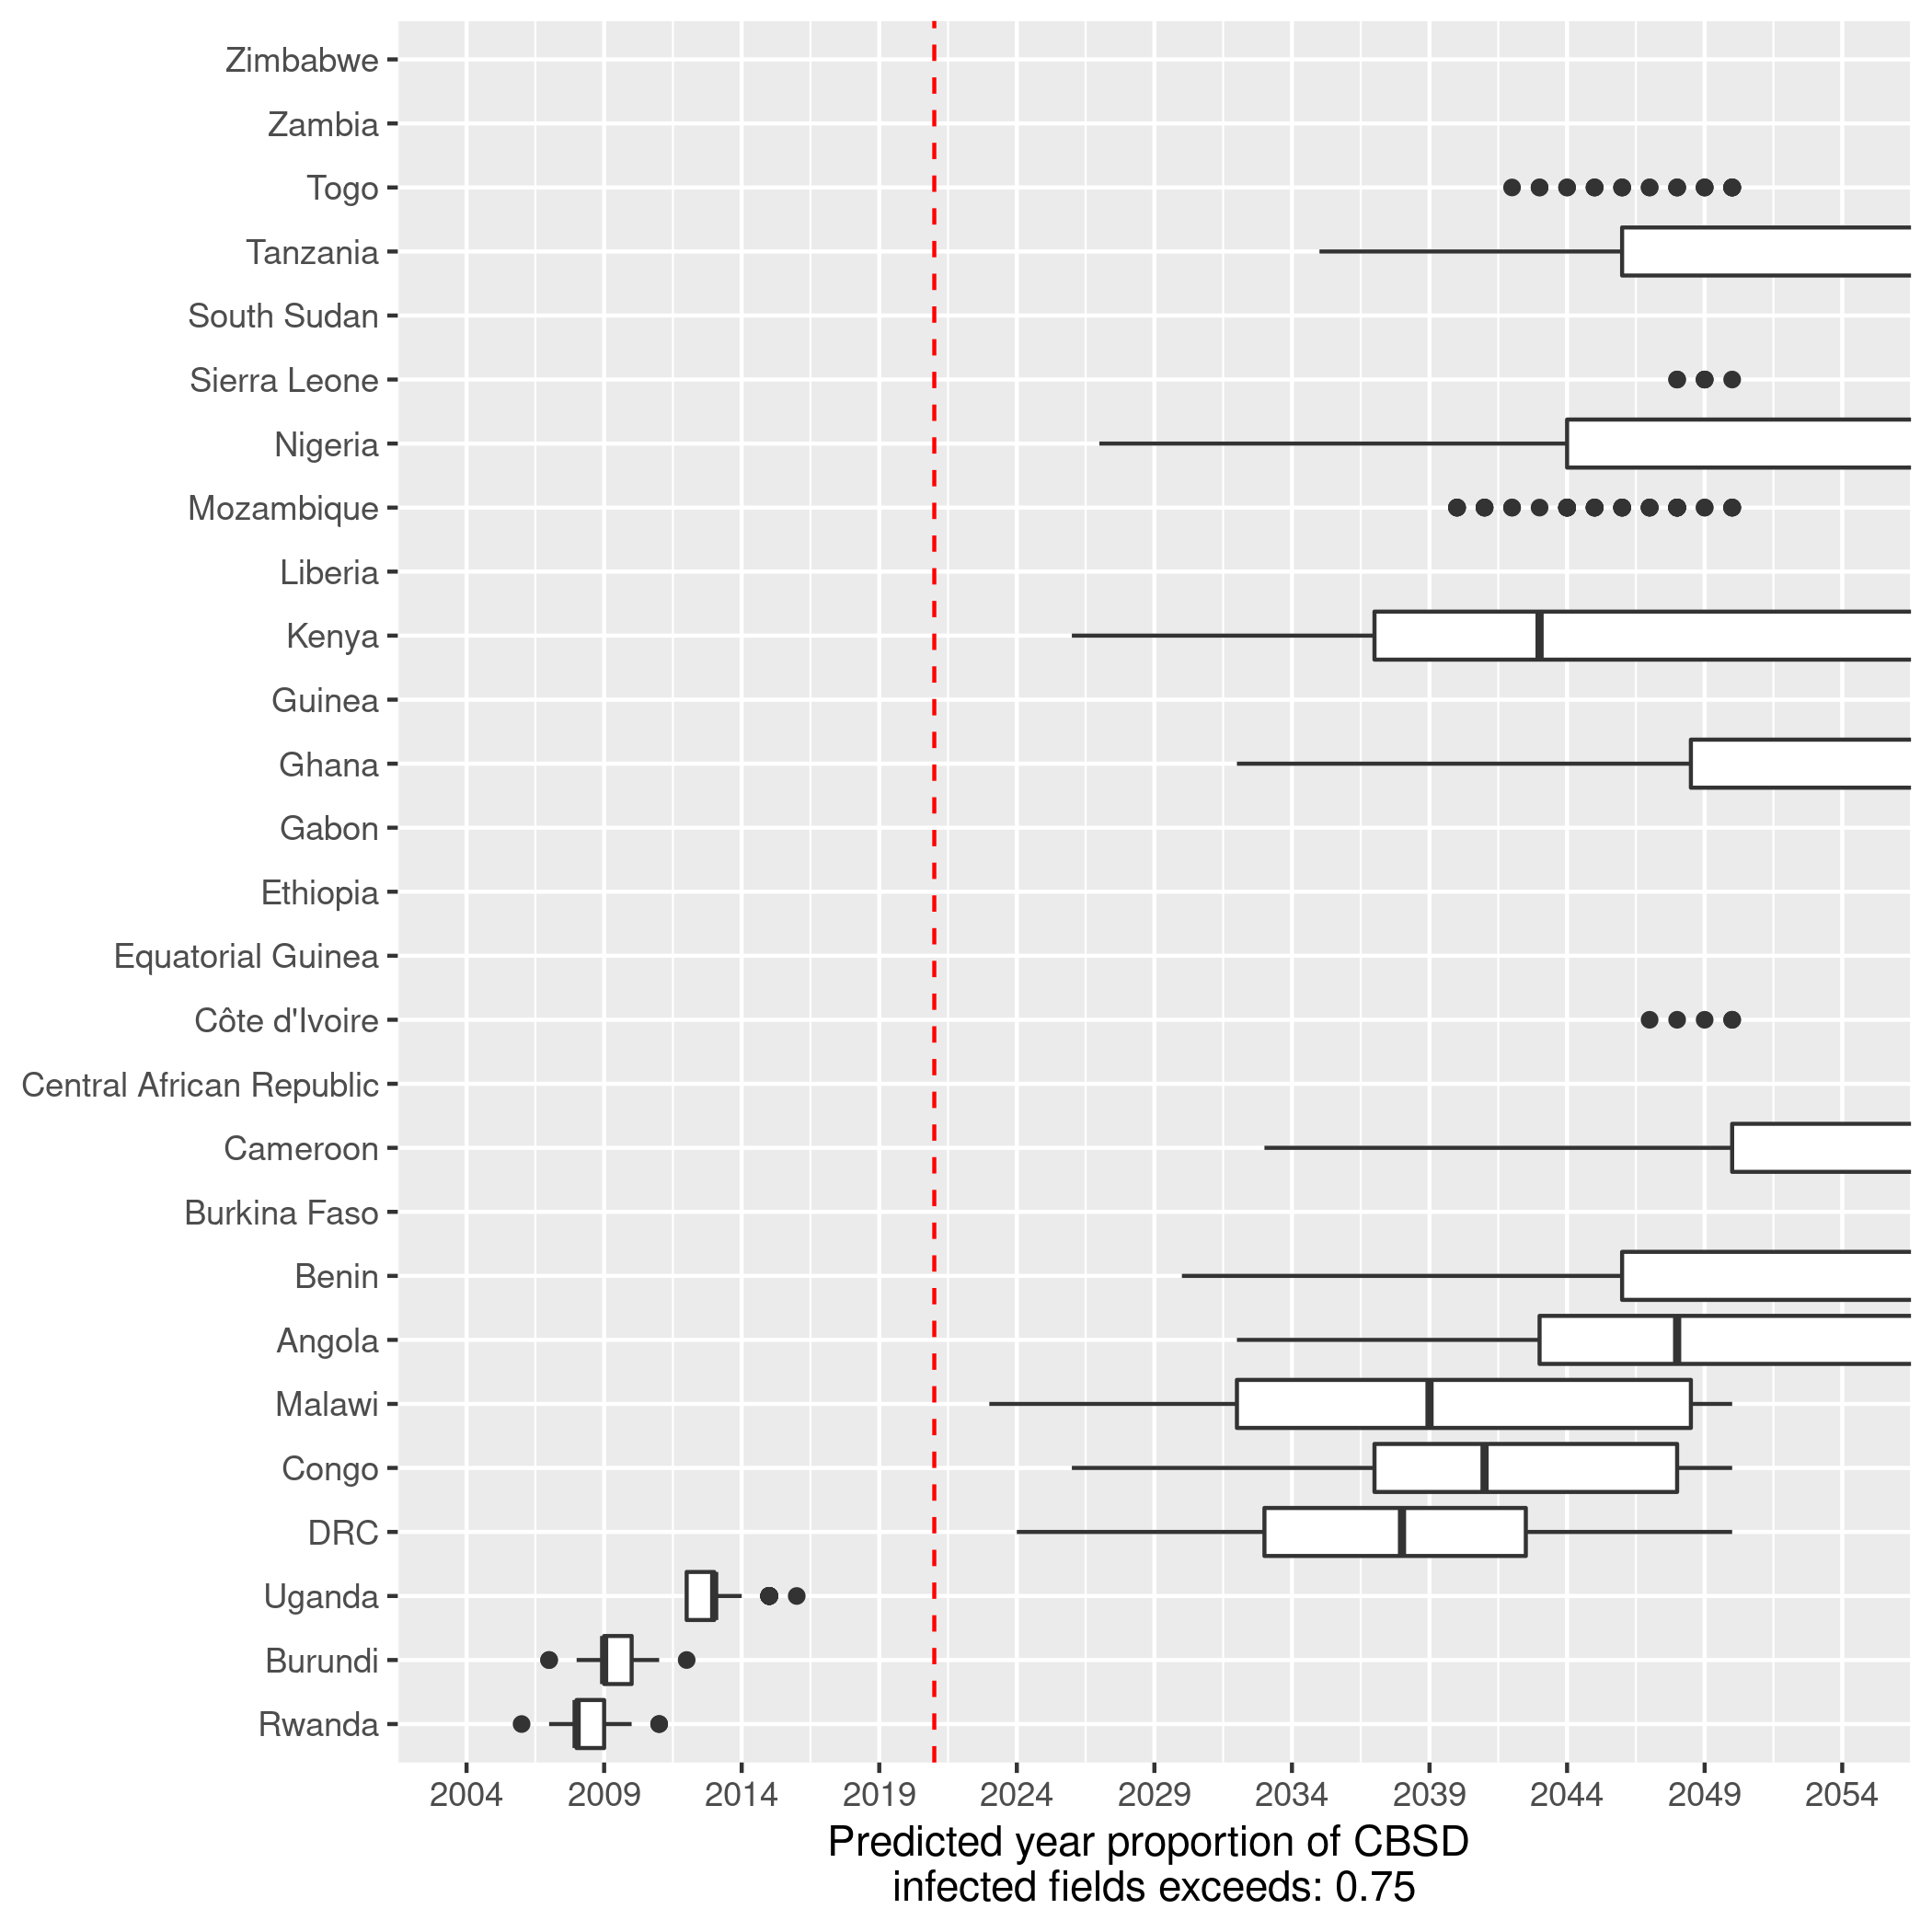 Zimbabwe
Zambia
Togo
Tanzania
South Sudan
Sierra Leone
Nigeria
Mozambique
Liberia
Kenya
Guinea
Ghana
Gabon
Ethiopia
Equatorial Guinea
Côte d'Ivoire
Central African Republic
Cameroon
Burkina Faso
Benin
Angola
Malawi
Congo
DRC
Uganda
Burundi
Rwanda
2004 2009 2014 2019 2024 2029 2034 2039 2044 2049 2054
Predicted year proportion of CBSD
infected fields exceeds: 0.75